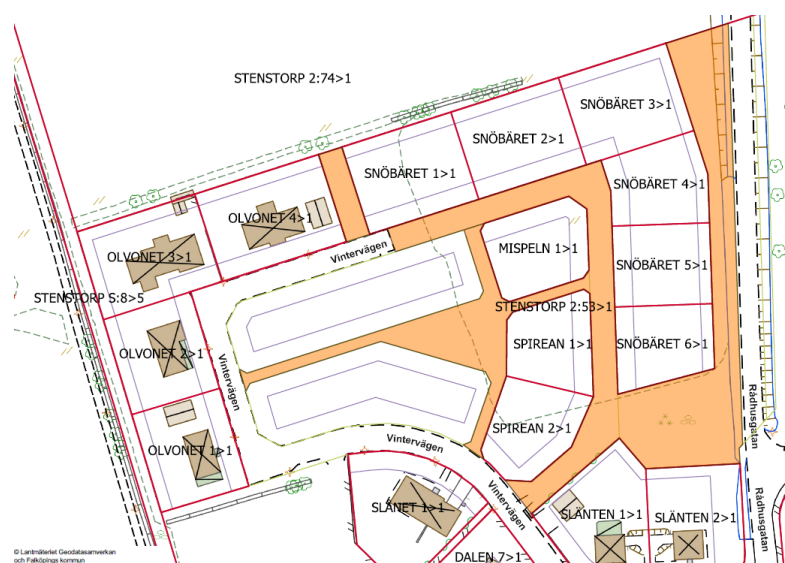 STENSTORP 2:74>1
SNÖBÄRET 3>1
SNÖBÄRET 2>1
SNÖBÄRET 1>1
SNÖBÄRET 4>1
OLVONET 4>1
Vintervägen
MISPELN 1>1
OLVONET 3>1
SNÖBÄRET 5>1
STENSTORP S:8>5
STENSTORP 2:53>1
OLVONET 2>1
SPIREAN 1>1
SNÖBÄRET 6>1
Vintervägen
Rådhusgatan
SPIREAN 2>1
Vintervägen
OLVONET 1>1
Vintervägen
SLÄNET 1>1
SLÄNTEN 1>1
SLÄNTEN 2>1
Rådhusgatan
DALEN 7>1
© Lantmäteriet Geodatasamverkan
och Falköpings kommun